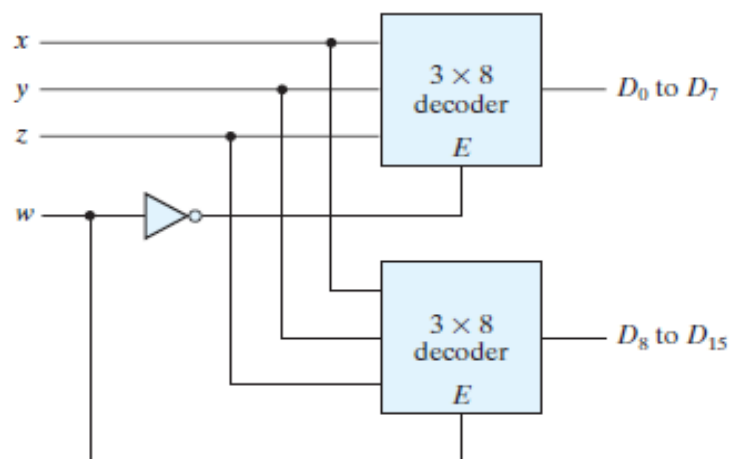 x
y
z
w
3 × 8
decoder
E
D₀ to D₇
3 × 8
decoder
E
D₈ to D₁₅